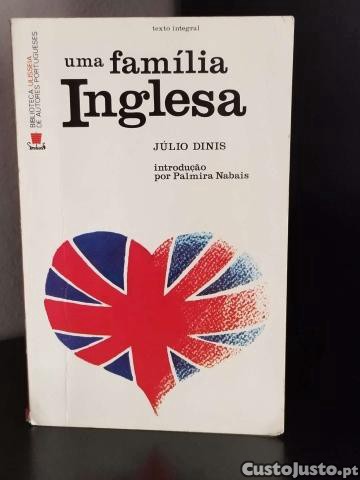 texto integral
uma família
Inglesa
JÚLIO DINIS
introdução
por Palmira Nabais
BIBLIOTECA ULISSEIA
DE AUTORES PORTUGUESES
CustoJusto.pt